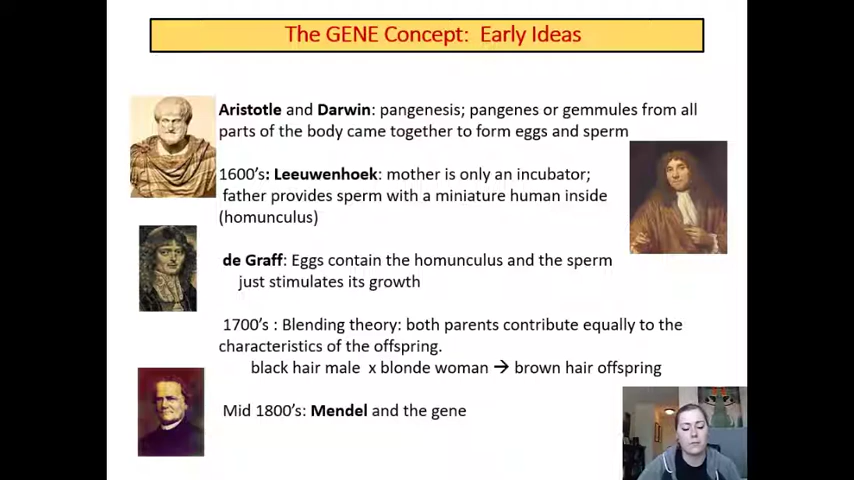 The GENE Concept: Early Ideas
Aristotle and Darwin: pangenesis; pangenes or gemmules from all
parts of the body came together to form eggs and sperm
1600's: Leeuwenhoek: mother is only an incubator;
father provides sperm with a miniature human inside
(homunculus)
de Graff: Eggs contain the homunculus and the sperm
just stimulates its growth
1700's : Blending theory: both parents contribute equally to the
characteristics of the offspring.
black hair male x blonde woman → brown hair offspring
Mid 1800's: Mendel and the gene